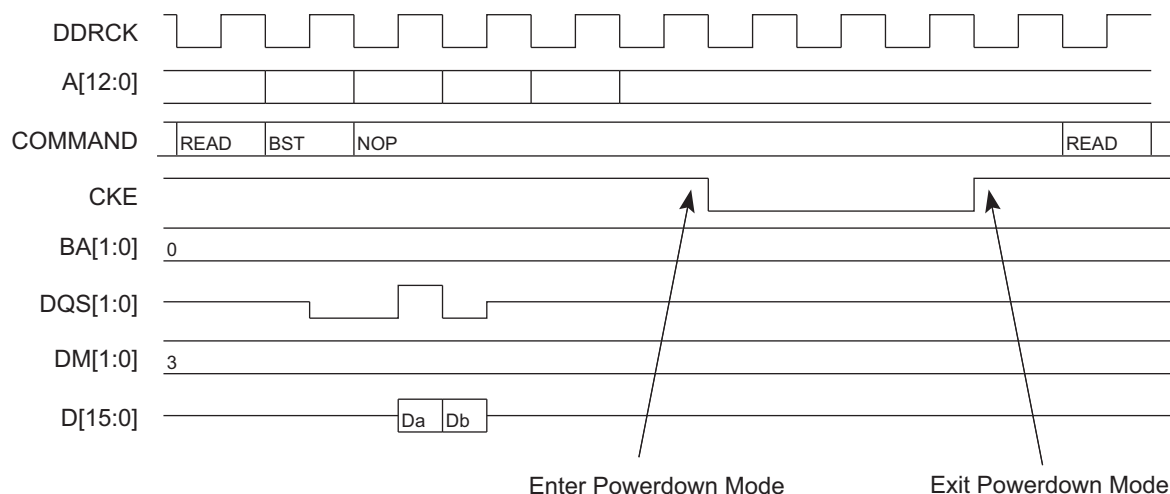 DDRCK
A[12:0]
COMMAND READ BST NOP READ
CKE
BA[1:0] 0
DQS[1:0]
DM[1:0] 3
D[15:0] Da Db
Enter Powerdown Mode Exit Powerdown Mode